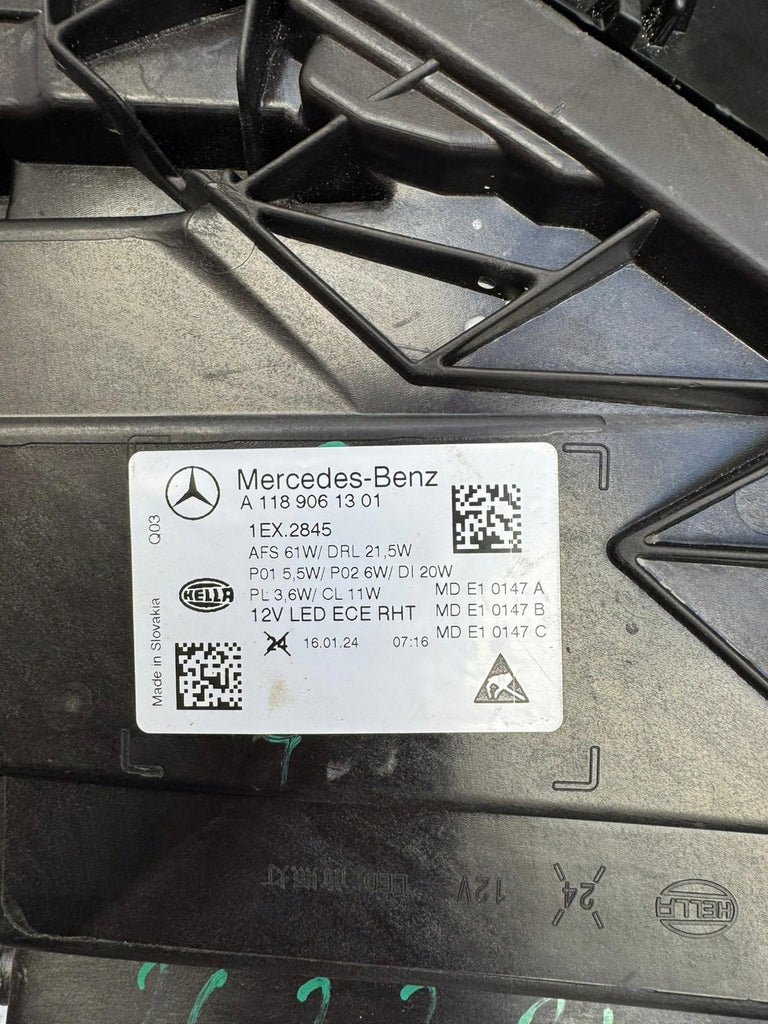 Mercedes-Benz
A 118 906 13 01
1EX.2845
AFS 61W/ DRL 21,5W
P01 5,5W/ P02 6W/ DI 20W
PL 3,6W/ CL 11W
12V LED ECE RHT
MD E1 0147 A
MD E1 0147 B
MD E1 0147 C
24 16.01.24 07:16
HELLA
Made in Slovakia
Q03
HELLA
24
12V
LED